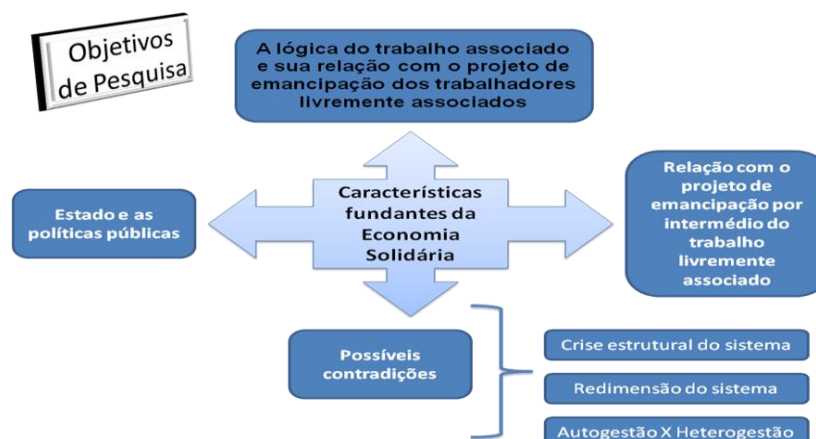 Objetivos
de Pesquisa
A lógica do trabalho associado
e sua relação com o projeto de
emancipação dos trabalhadores
livremente associados
Estado e as
políticas públicas
Características
fundantes da
Economia
Solidária
Relação com o
projeto de
emancipação por
intermédio do
trabalho
livremente
associado
Possíveis
contradições
Crise estrutural do sistema
Redimensão do sistema
Autogestão X Heterogestão